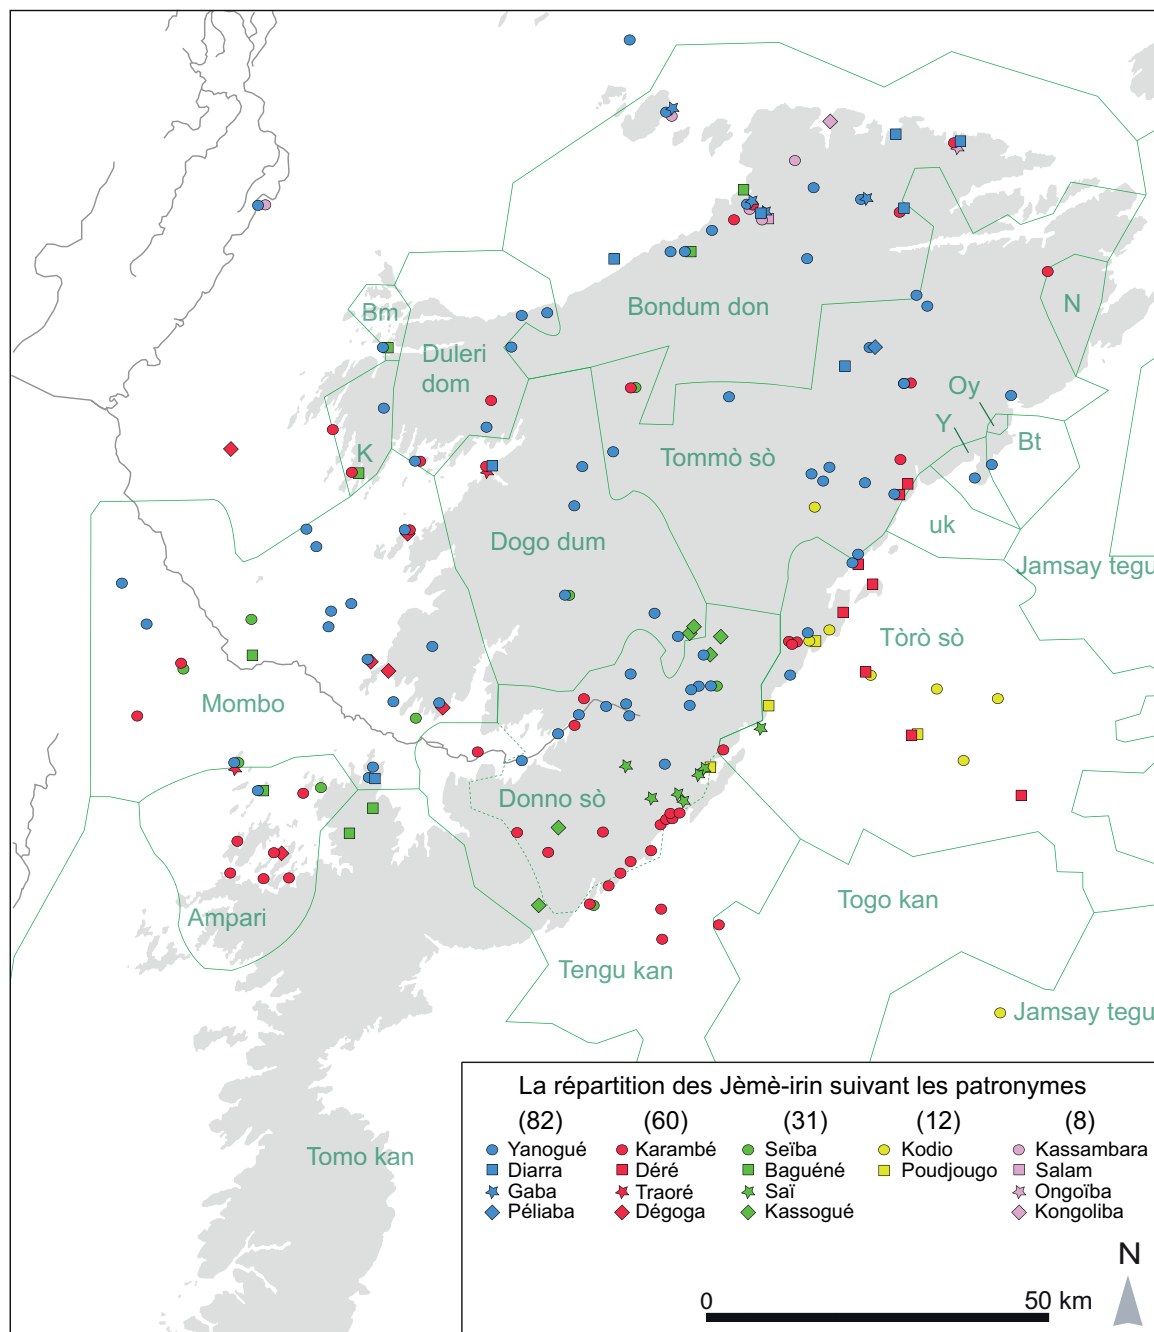 Bondum don
N
Bm
Duleri
dom
Oy
Y
Bt
K
Tommò sò
uk
Dogo dum
Jamsay tegu
Tòrò sò
Mombo
Donno sò
Togo kan
Ampari
Tengu kan
Jamsay tegu
Tomo kan
La répartition des Jèmè-irin suivant les patronymes
(82) (60) (31) (12) (8)
Yanogué Karambé Seïba Kodio Kassambara
Diarra Déré Baguéné Poudjougo Salam
Gaba Traoré Saï Ongoïba
Péliaba Dégoga Kassogué Kongoliba
N
0 50 km